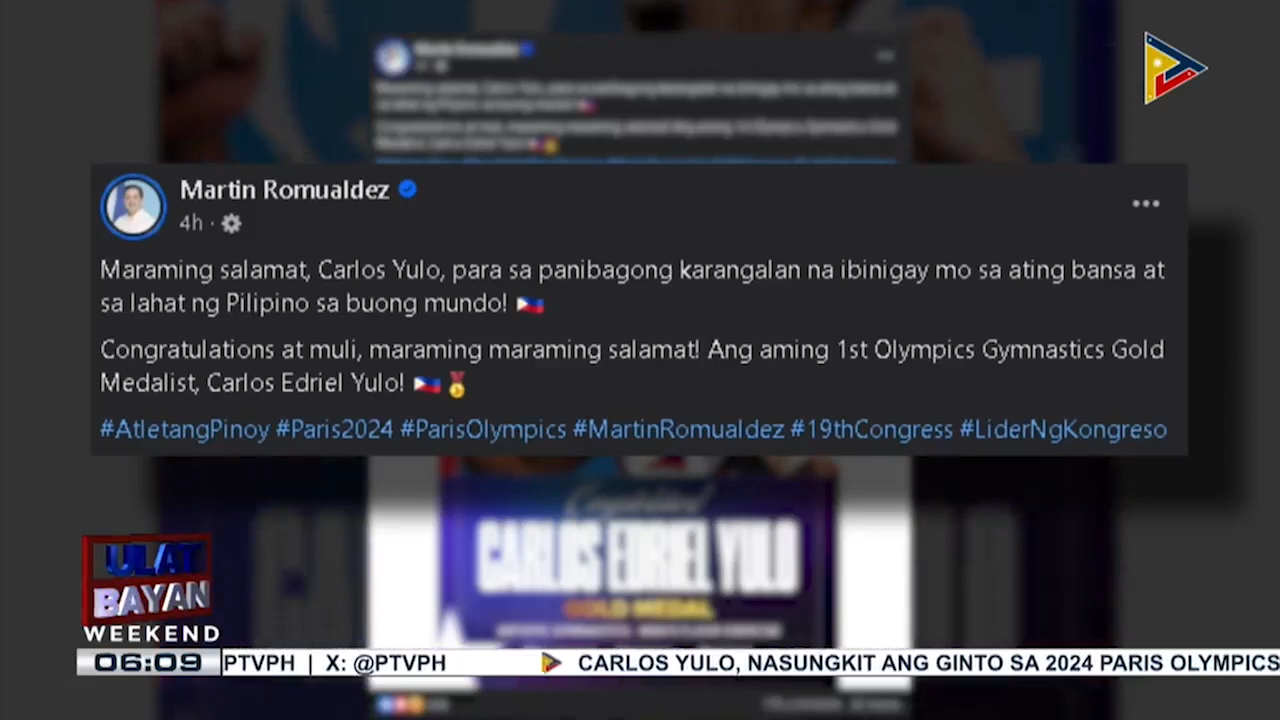 Martin Romualdez
4h ·
Maraming salamat, Carlos Yulo, para sa panibagong karangalan na ibinigay mo sa ating bansa at
sa lahat ng Pilipino sa buong mundo! 🇵🇭
Congratulations at muli, maraming maraming salamat! Ang aming 1st Olympics Gymnastics Gold
Medalist, Carlos Edriel Yulo! 🇵🇭🏅
#AtletangPinoy #Paris2024 #ParisOlympics #MartinRomualdez #19thCongress #LiderNgKongreso
CARLOS EDRIEL YULO
GOLD MEDAL
ULAT
BAYAN
WEEKEND
06:09 PTVPH | X: @PTVPH CARLOS YULO, NASUNGKIT ANG GINTO SA 2024 PARIS OLYMPICS